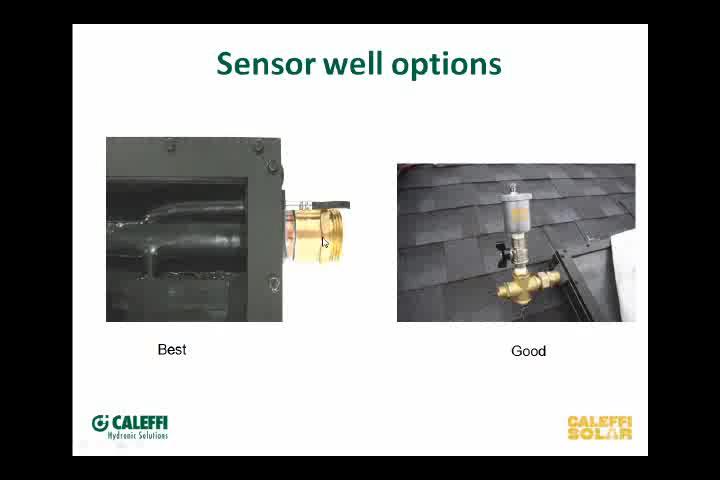 Sensor well options
Best
Good
CALEFFI
Hydronic Solutions
CALEFFI
SOLAR